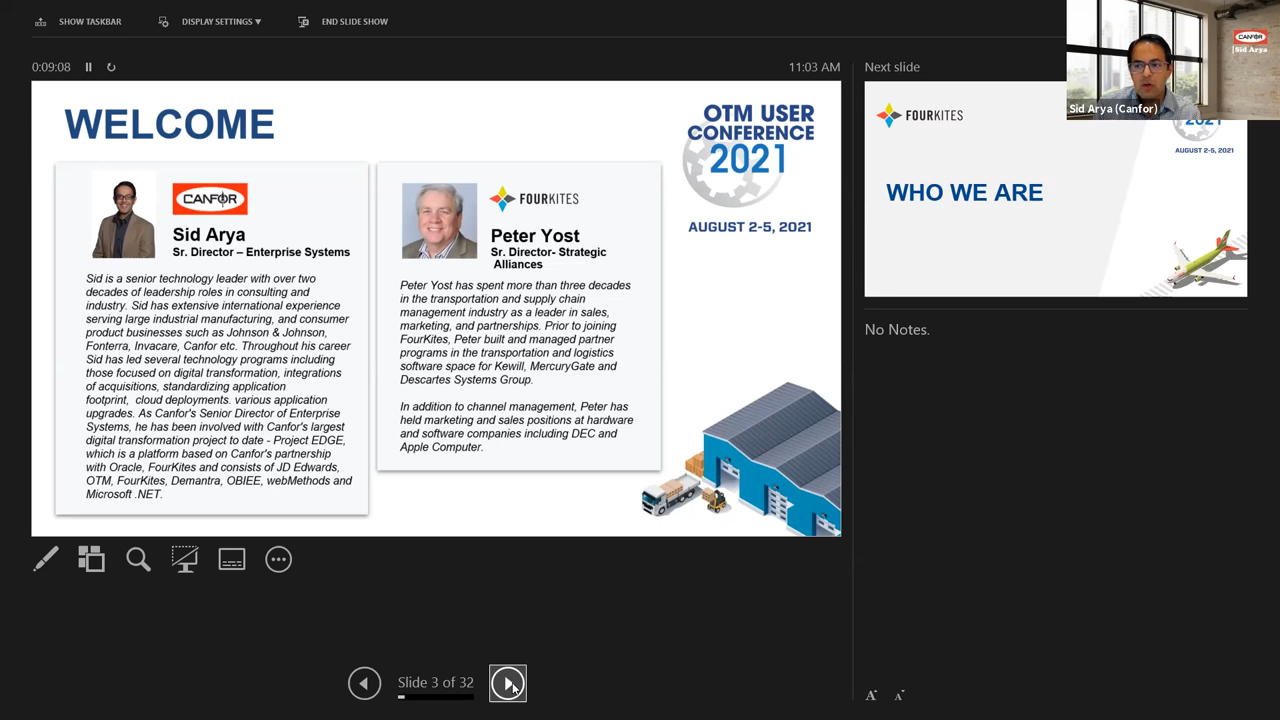 SHOW TASKBAR
DISPLAY SETTINGS ▼
END SLIDE SHOW
0:09:08
11:03 AM
WELCOME
CANFOR
Sid Arya
Sr. Director – Enterprise Systems
Sid is a senior technology leader with over two
decades of leadership roles in consulting and
industry. Sid has extensive international experience
serving large industrial manufacturing, and consumer
product businesses such as Johnson & Johnson,
Fonterra, Invacare, Canfor etc. Throughout his career
Sid has led several technology programs including
those focused on digital transformation, integrations
of acquisitions, standardizing application
footprint, cloud deployments. various application
upgrades. As Canfor's Senior Director of Enterprise
Systems, he has been involved with Canfor's largest
digital transformation project to date - Project EDGE,
which is a platform based on Canfor's partnership
with Oracle, FourKites and consists of JD Edwards,
OTM, FourKites, Demantra, OBIEE, webMethods and
Microsoft .NET.
FOURKITES
Peter Yost
Sr. Director- Strategic
Alliances
Peter Yost has spent more than three decades
in the transportation and supply chain
management industry as a leader in sales,
marketing, and partnerships. Prior to joining
FourKites, Peter built and managed partner
programs in the transportation and logistics
software space for Kewill, MercuryGate and
Descartes Systems Group.
In addition to channel management, Peter has
held marketing and sales positions at hardware
and software companies including DEC and
Apple Computer.
OTM USER
CONFERENCE
2021
AUGUST 2-5, 2021
Next slide
FOURKITES
2021
AUGUST 2-5, 2021
WHO WE ARE
No Notes.
CANFOR
Sid Arya
Sid Arya (Canfor)
Slide 3 of 32
A
A